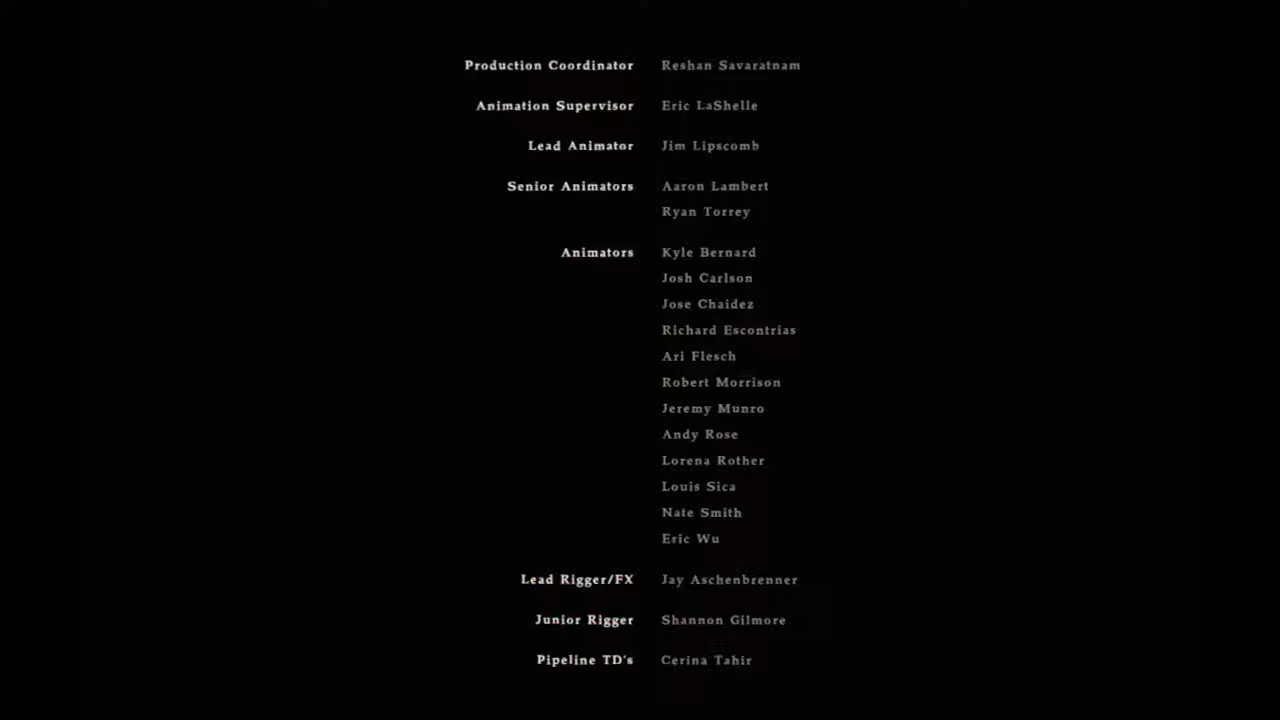 Production Coordinator Reshan Savaratnam
Animation Supervisor Eric LaShelle
Lead Animator Jim Lipscomb
Senior Animators Aaron Lambert
Ryan Torrey
Animators Kyle Bernard
Josh Carlson
Jose Chaidez
Richard Escontrias
Ari Flesch
Robert Morrison
Jeremy Munro
Andy Rose
Lorena Rother
Louis Sica
Nate Smith
Eric Wu
Lead Rigger/FX Jay Aschenbrenner
Junior Rigger Shannon Gilmore
Pipeline TD's Cerina Tahir